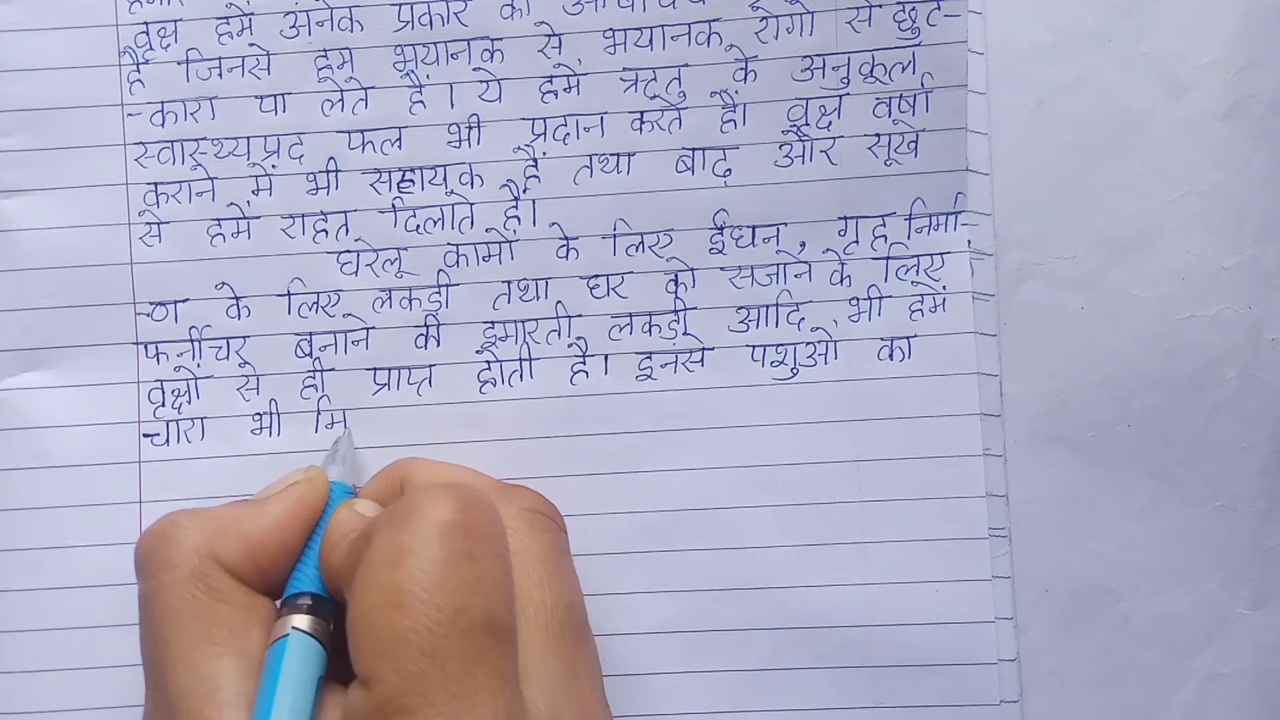 वृक्ष हमें अनेक प्रकार की
हैं जिनसे हम भयानक से भयानक रोगों से छुट-
-कारा पा लेते हैं। ये हमें ऋतु के अनुकूल
स्वास्थ्यप्रद फल भी प्रदान करते हैं। वृक्ष वर्षा
कराने में भी सहायक हैं तथा बाढ़ और सूखे
से हमें राहत दिलाते हैं।
घरेलू कामों के लिए ईंधन, गृह निर्मा-
-ण के लिए लकड़ी तथा घर को सजाने के लिए
फर्नीचर बनाने की इमारती लकड़ी आदि भी हमें
वृक्षों से ही प्राप्त होती है। इनसे पशुओं का
चारा भी मि